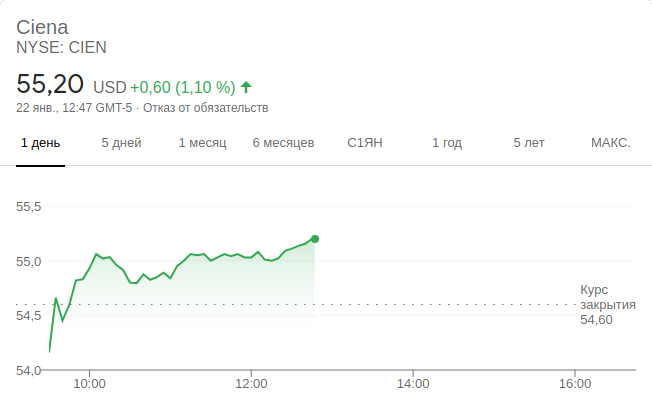 Ciena
NYSE: CIEN
55,20 USD +0,60 (1,10 %)
22 янв., 12:47 GMT-5 · Отказ от обязательств
1 день 5 дней 1 месяц 6 месяцев С1ЯН 1 год 5 лет МАКС.
55,5
55,0
54,5
54,0
Курс
закрытия
54,60
10:00 12:00 14:00 16:00